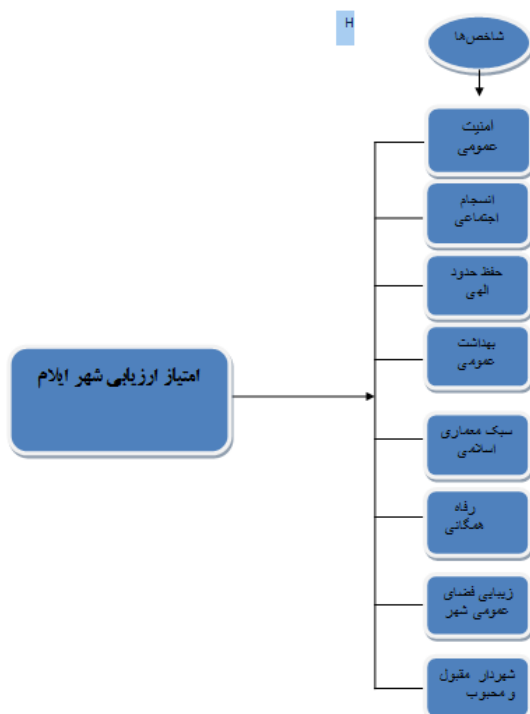 H
شاخص‌ها
امنیت
عمومی
انسجام
اجتماعی
حفظ حدود
الهی
بهداشت
عمومی
امتیاز ارزیابی شهر ایلام
سبک معماری
اسلامی
رفاه
همگانی
زیبایی فضای
عمومی شهر
شهردار مقبول
و محبوب